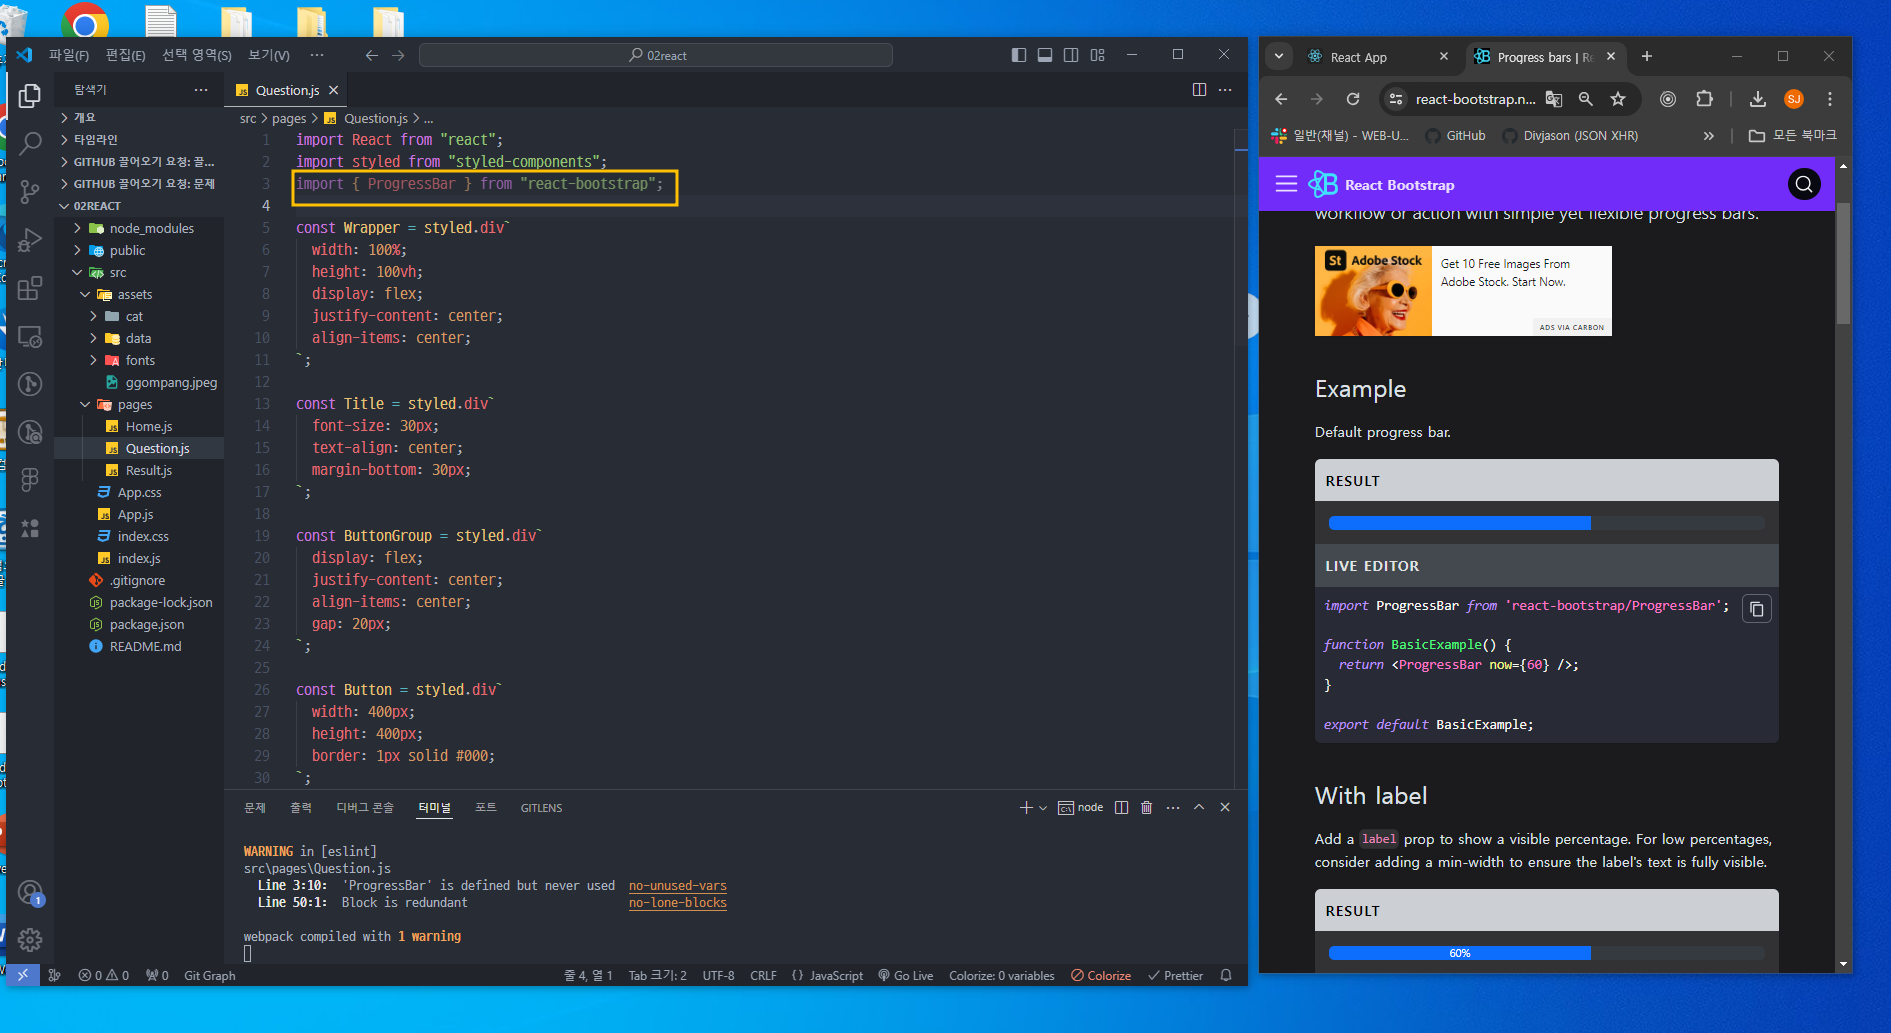 파일(F) 편집(E) 선택 영역(S) 보기(V) ··· 02react
탐색기 ···
개요
타임라인
GITHUB 끌어오기 요청: 끌...
GITHUB 끌어오기 요청: 문제
02REACT
node_modules
public
src
assets
cat
data
fonts
ggompang.jpeg
pages
Home.js
Question.js
Result.js
App.css
App.js
index.css
index.js
.gitignore
package-lock.json
package.json
README.md
1
Question.js
src > pages > Question.js > ...
1 import React from "react";
2 import styled from "styled-components";
3 import { ProgressBar } from "react-bootstrap";
4
5 const Wrapper = styled.div`
6 width: 100%;
7 height: 100vh;
8 display: flex;
9 justify-content: center;
10 align-items: center;
11 `;
12
13 const Title = styled.div`
14 font-size: 30px;
15 text-align: center;
16 margin-bottom: 30px;
17 `;
18
19 const ButtonGroup = styled.div`
20 display: flex;
21 justify-content: center;
22 align-items: center;
23 gap: 20px;
24 `;
25
26 const Button = styled.div`
27 width: 400px;
28 height: 400px;
29 border: 1px solid #000;
30 `;
문제 출력 디버그 콘솔 터미널 포트 GITLENS node
WARNING in [eslint]
src\pages\Question.js
Line 3:10: 'ProgressBar' is defined but never used no-unused-vars
Line 50:1: Block is redundant no-lone-blocks
webpack compiled with 1 warning
0 0 0 Git Graph 줄 4, 열 1 Tab 크기: 2 UTF-8 CRLF {} JavaScript Go Live Colorize: 0 variables Colorize Prettier
React App Progress bars | Re
react-bootstrap.n... SJ
일반(채널) - WEB-U... GitHub Divjason (JSON XHR) » 모든 북마크
React Bootstrap
workflow or action with simple yet flexible progress bars.
St Adobe Stock
Get 10 Free Images From
Adobe Stock. Start Now.
ADS VIA CARBON
Example
Default progress bar.
RESULT
LIVE EDITOR
import ProgressBar from 'react-bootstrap/ProgressBar';
function BasicExample() {
return <ProgressBar now={60} />;
}
export default BasicExample;
With label
Add a label prop to show a visible percentage. For low percentages,
consider adding a min-width to ensure the label's text is fully visible.
RESULT
60%